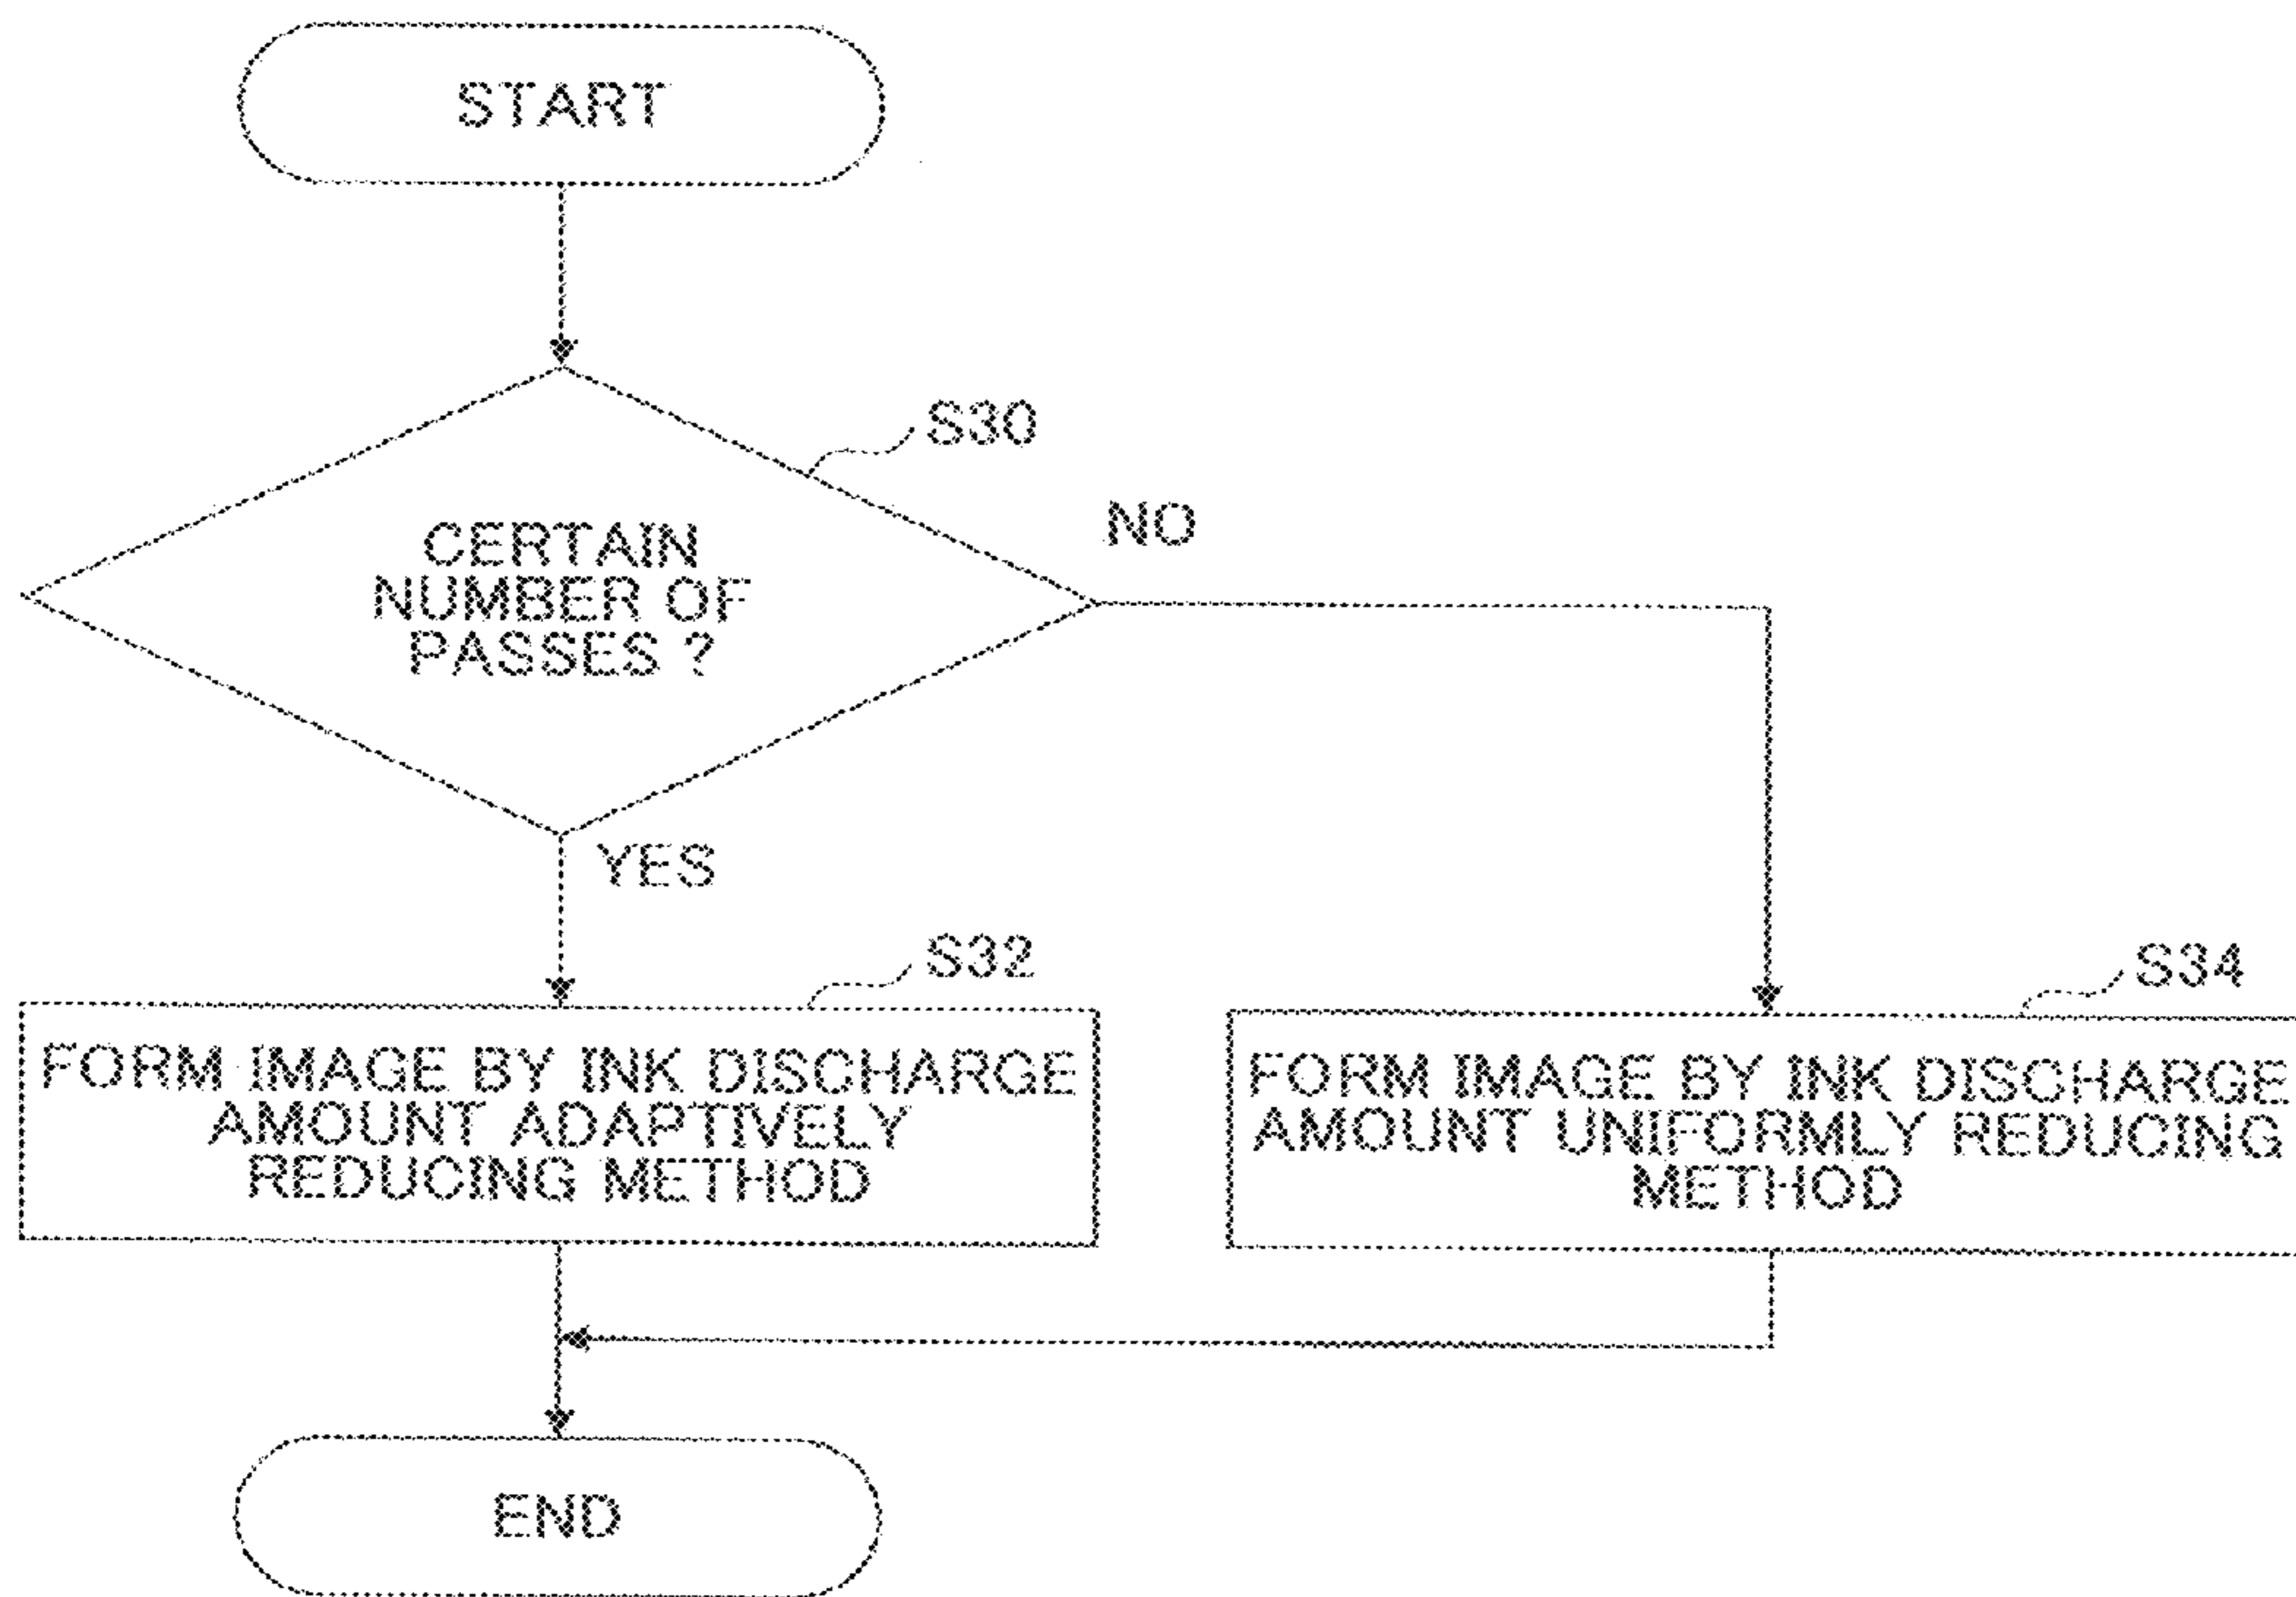 START
S30
NO
CERTAIN
NUMBER OF
PASSES ?
YES
S32
FORM IMAGE BY INK DISCHARGE
AMOUNT ADAPTIVELY
REDUCING METHOD
S34
FORM IMAGE BY INK DISCHARGE
AMOUNT UNIFORMLY REDUCING
METHOD
END